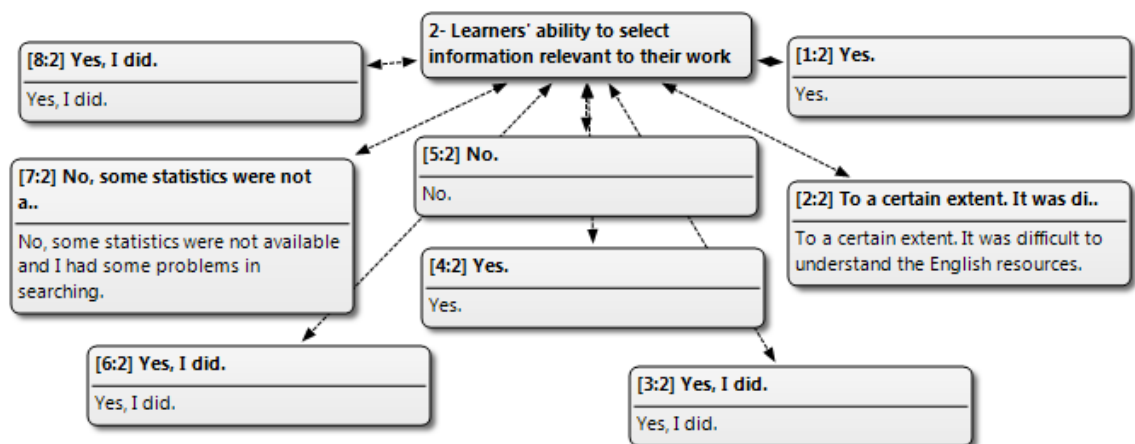 2- Learners' ability to select
information relevant to their work
[8:2] Yes, I did.
Yes, I did.
[1:2] Yes.
Yes.
[7:2] No, some statistics were not
a..
No, some statistics were not available
and I had some problems in
searching.
[5:2] No.
No.
[2:2] To a certain extent. It was di..
To a certain extent. It was difficult to
understand the English resources.
[4:2] Yes.
Yes.
[6:2] Yes, I did.
Yes, I did.
[3:2] Yes, I did.
Yes, I did.